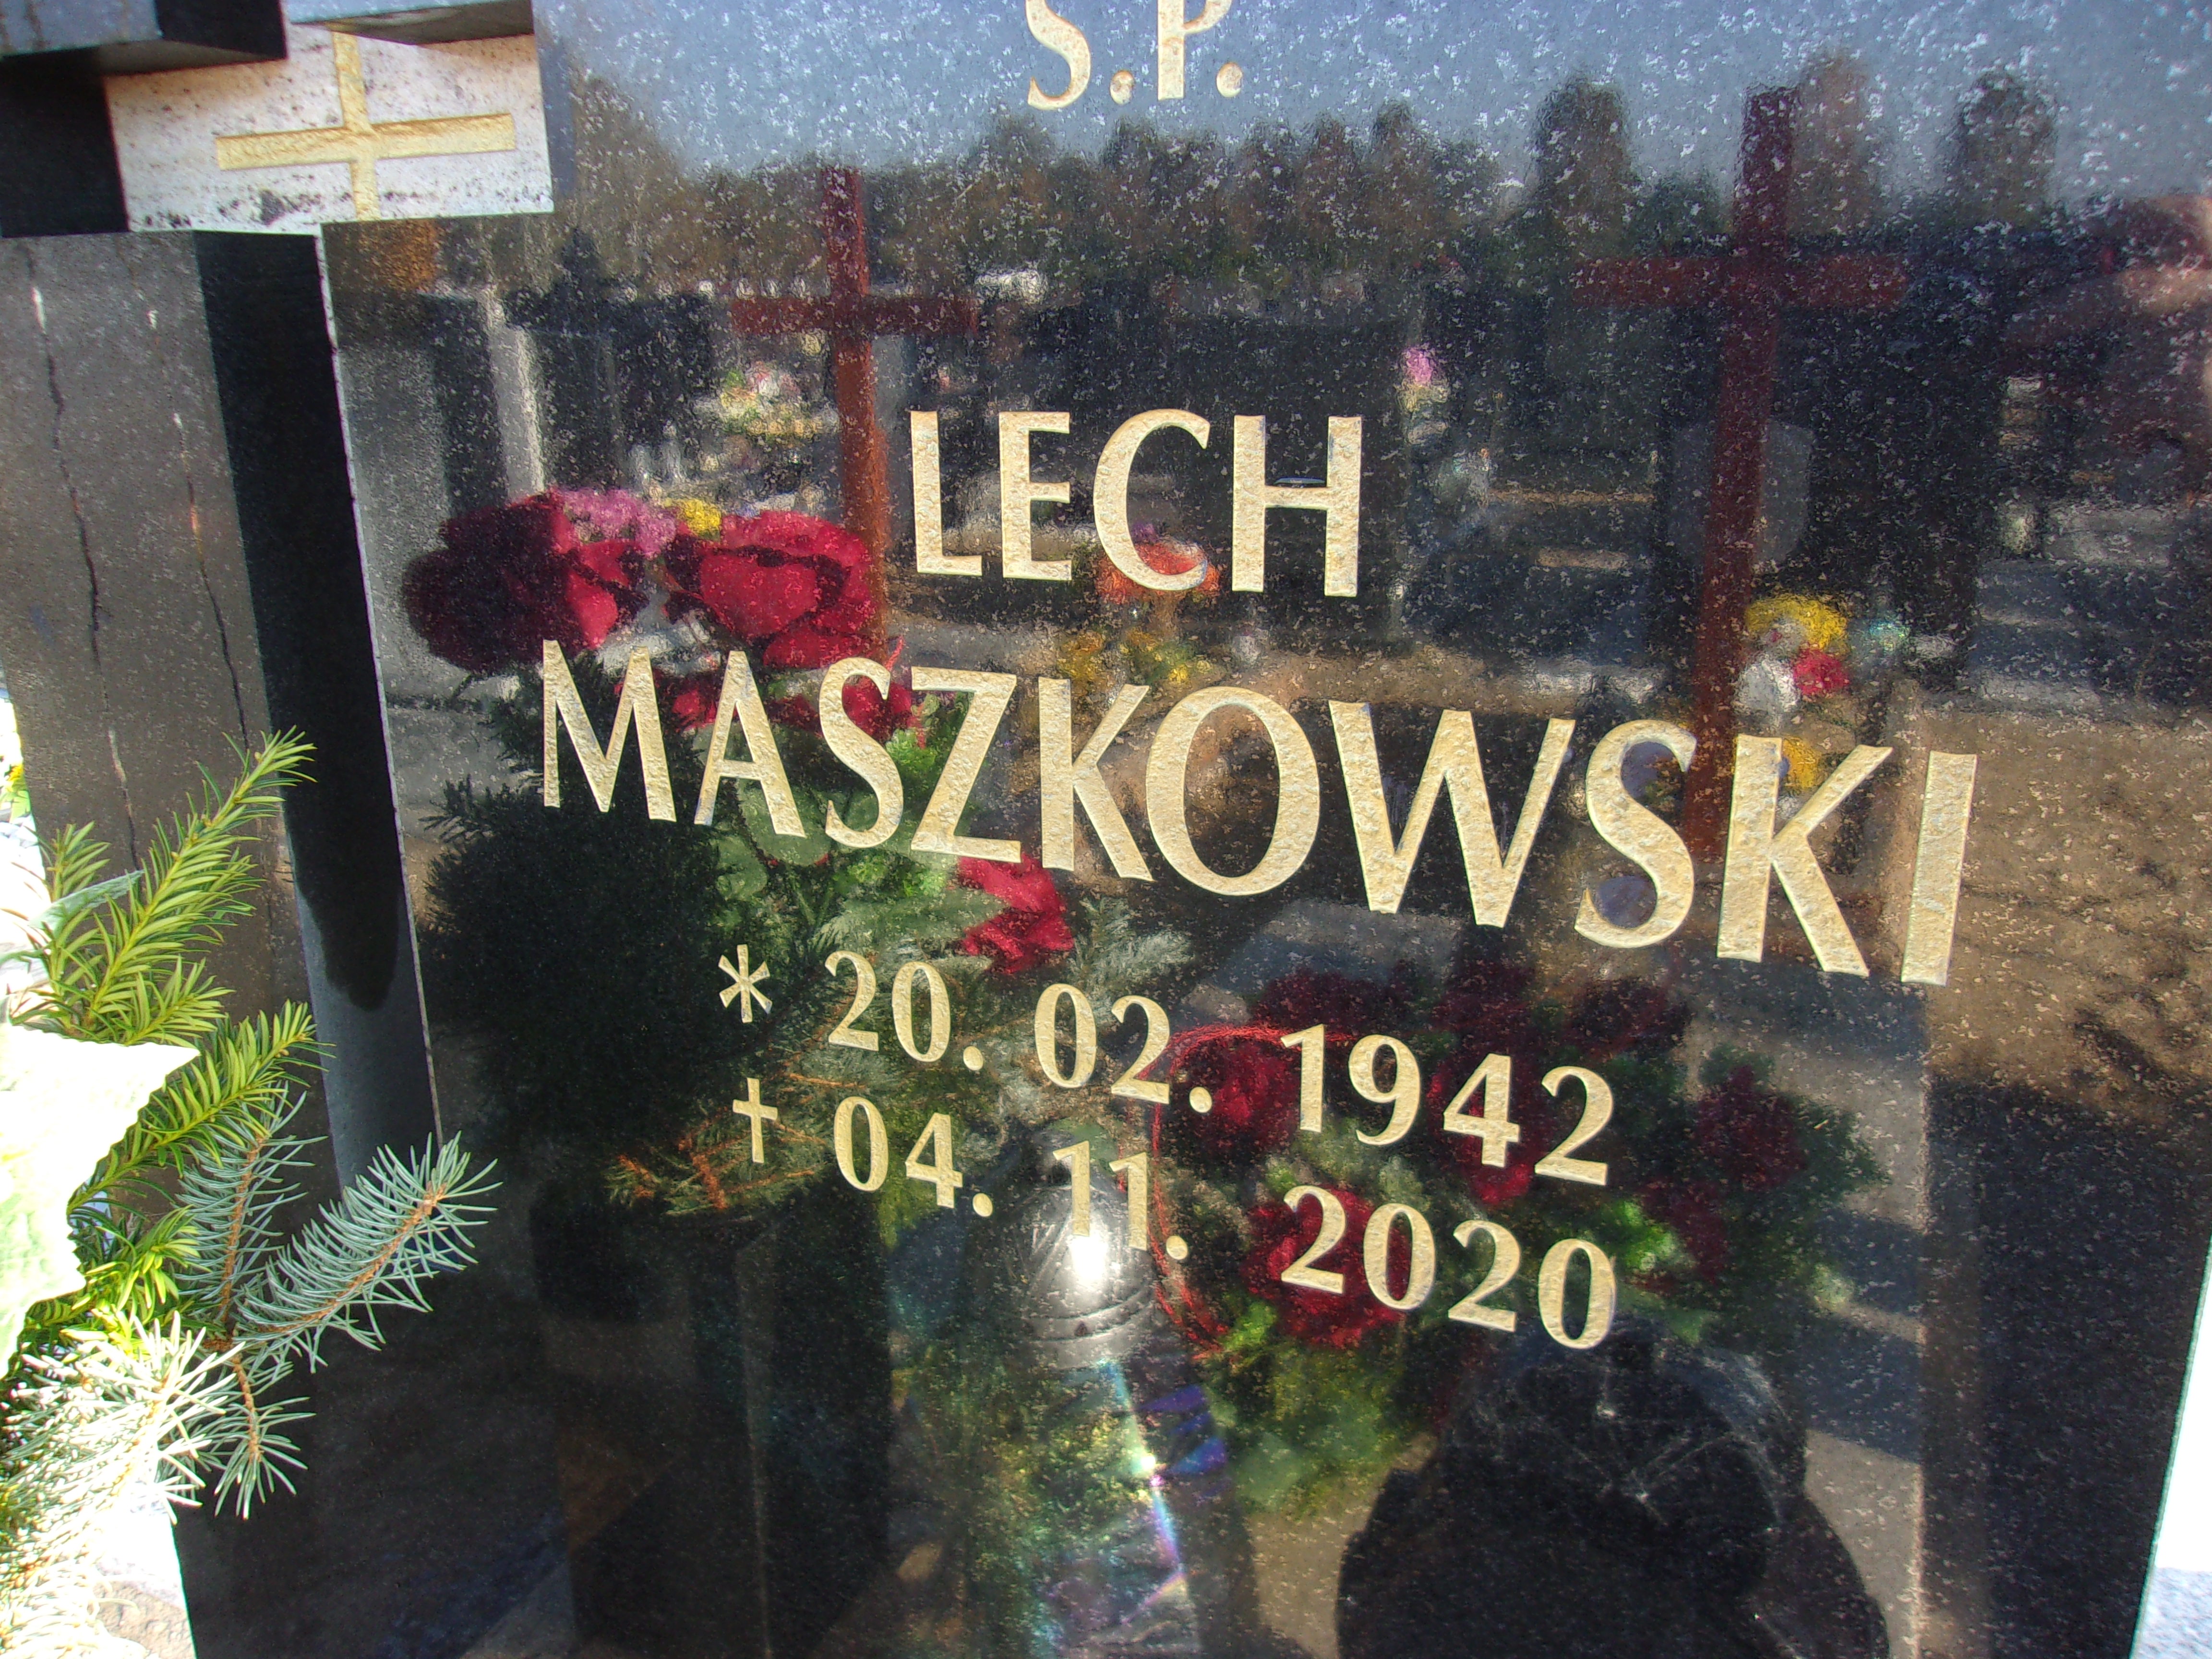 S.P.
LECH
MASZKOWSKI
* 20. 02. 1942
† 04. 11. 2020